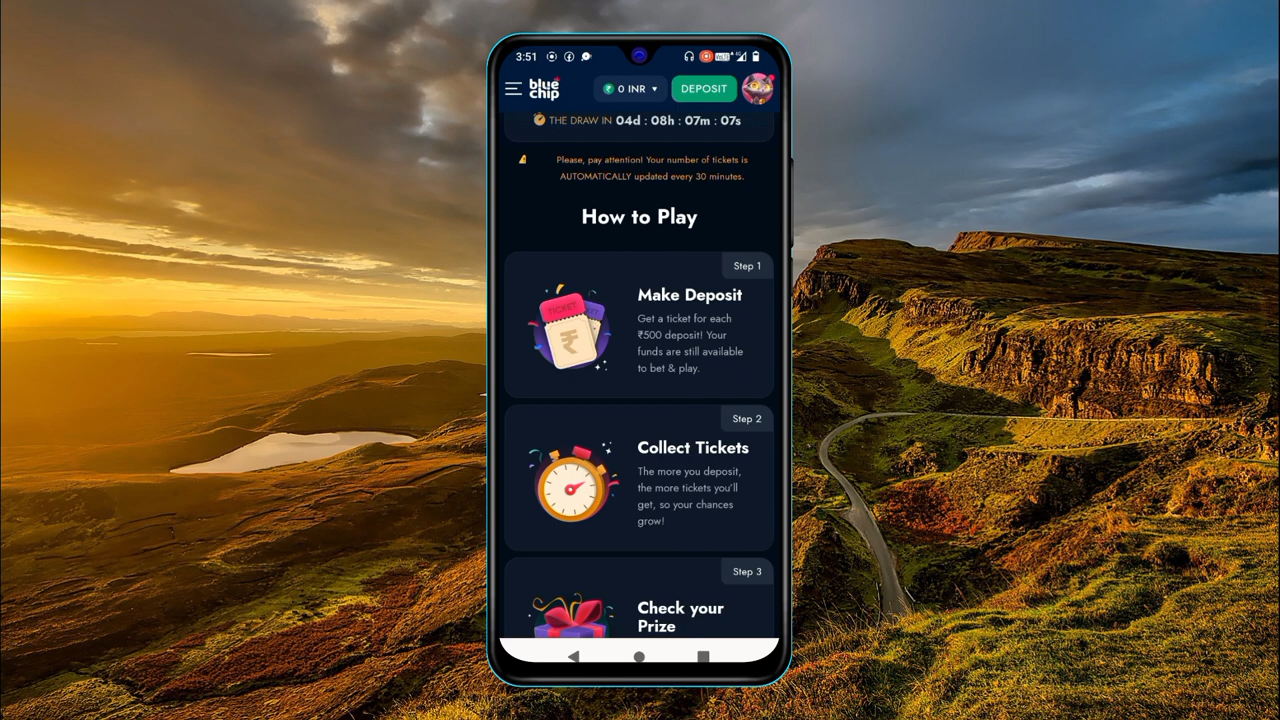 3:51
blue
chip
0 INR ▼
DEPOSIT
THE DRAW IN 04d : 08h : 07m : 07s
Please, pay attention! Your number of tickets is
AUTOMATICALLY updated every 30 minutes.
How to Play
Step 1
TICKET
Make Deposit
Get a ticket for each
₹500 deposit! Your
funds are still available
to bet & play.
Step 2
Collect Tickets
The more you deposit,
the more tickets you'll
get, so your chances
grow!
Step 3
Check your
Prize